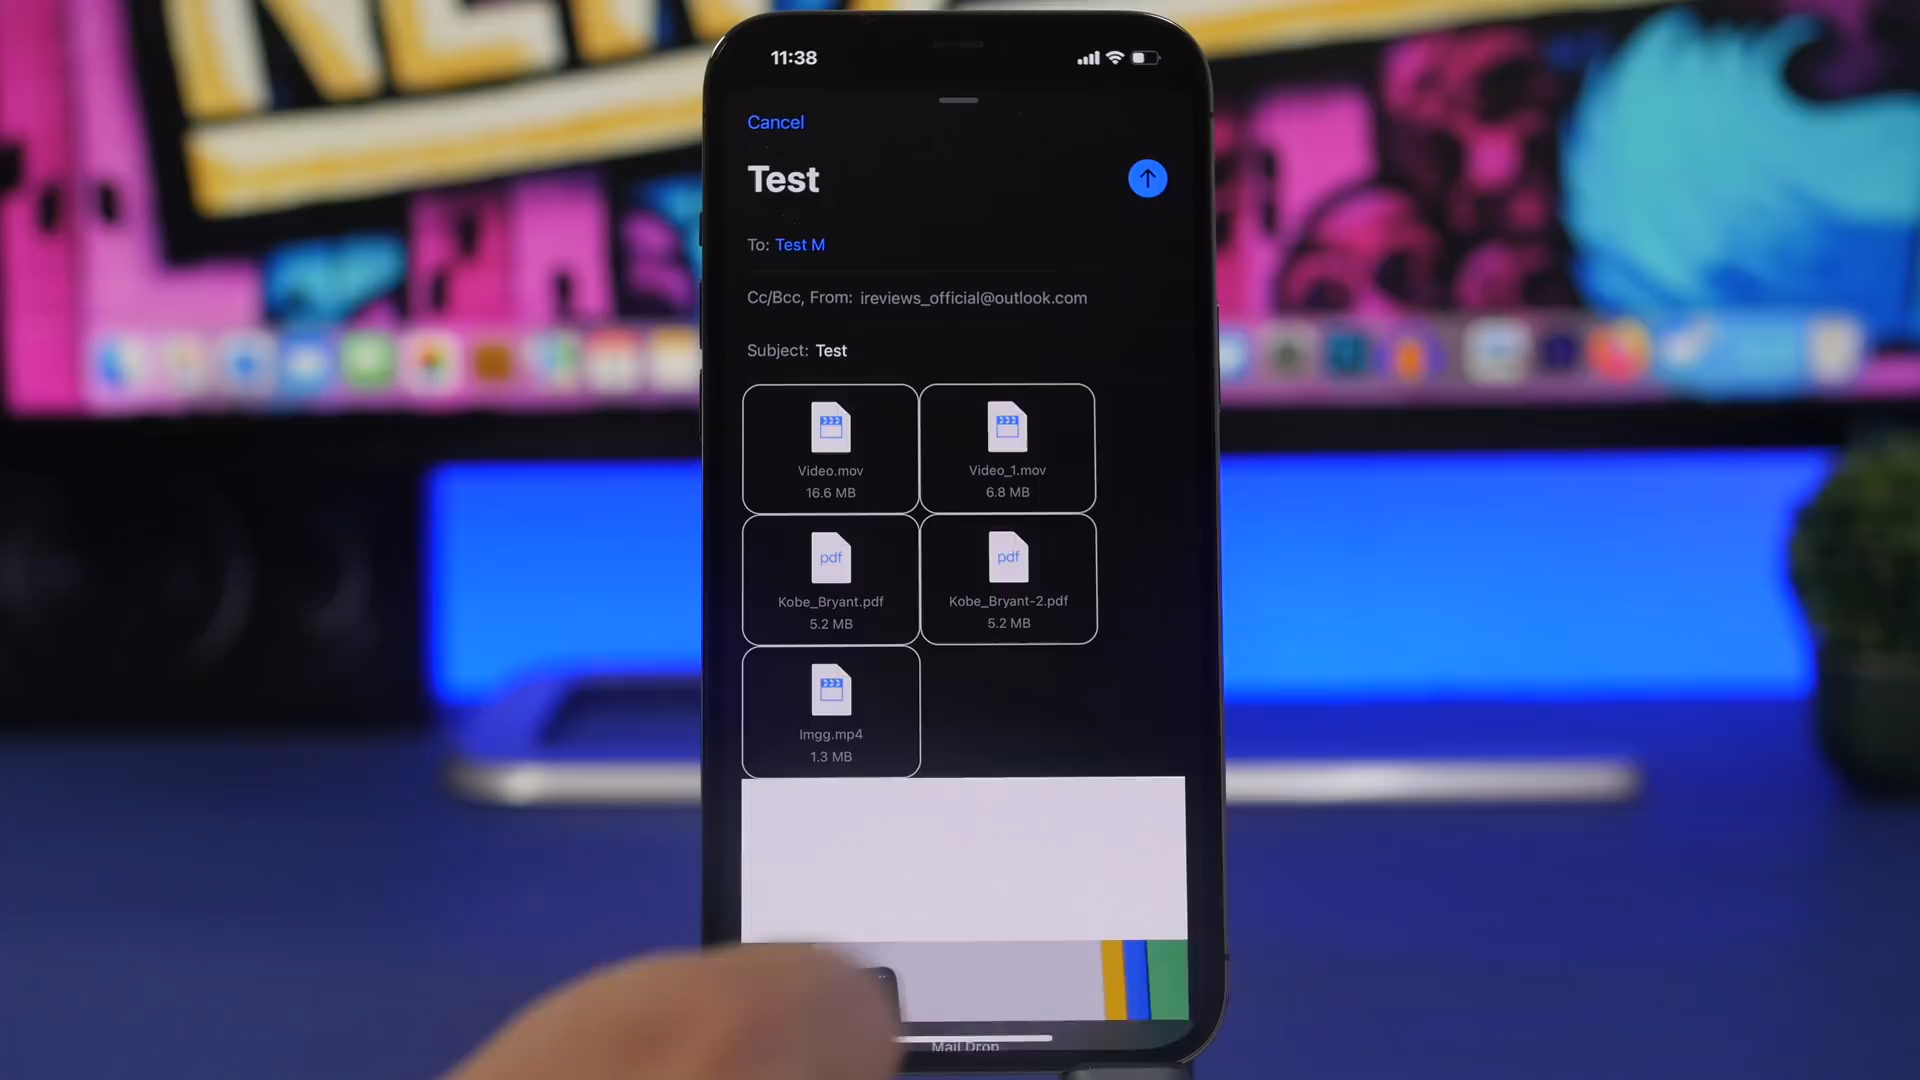 11:38
Cancel
Test
To: Test M
Cc/Bcc, From: ireviews_official@outlook.com
Subject: Test
Video.mov
16.6 MB
Video_1.mov
6.8 MB
pdf
Kobe_Bryant.pdf
5.2 MB
pdf
Kobe_Bryant-2.pdf
5.2 MB
Imgg.mp4
1.3 MB
Mail Drop